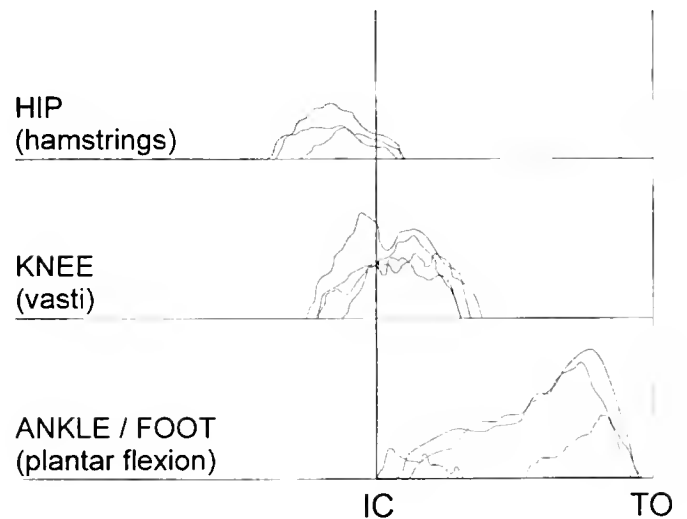 HIP
(hamstrings)
KNEE
(vasti)
ANKLE / FOOT
(plantar flexion)
IC
TO